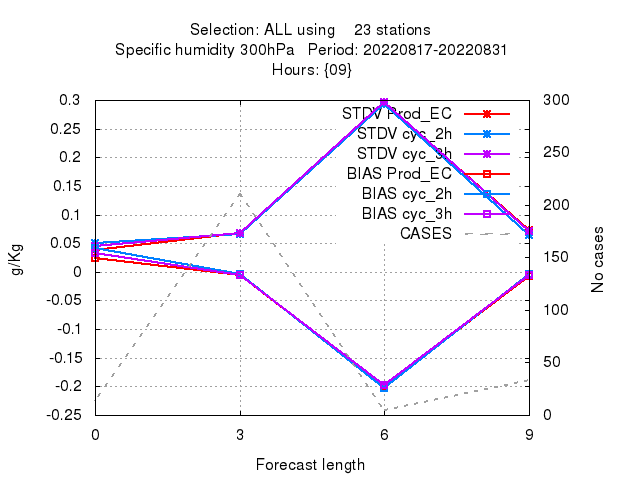 Selection: ALL using    23 stations
Specific humidity 300hPa   Period: 20220817-20220831
Hours: {09}
0.3
0.25
0.2
0.15
0.1
0.05
0
-0.05
-0.1
-0.15
-0.2
-0.25
g/Kg
STDV Prod_EC
STDV cyc_2h
STDV cyc_3h
BIAS Prod_EC
BIAS cyc_2h
BIAS cyc_3h
CASES
300
250
200
150
100
50
0
No cases
0 3 6 9
Forecast length